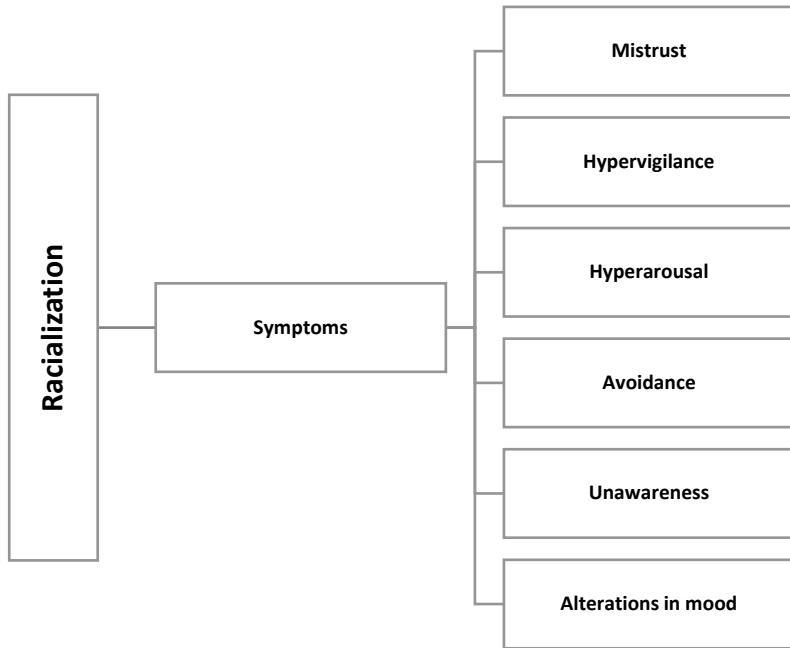 Racialization
Symptoms
Mistrust
Hypervigilance
Hyperarousal
Avoidance
Unawareness
Alterations in mood